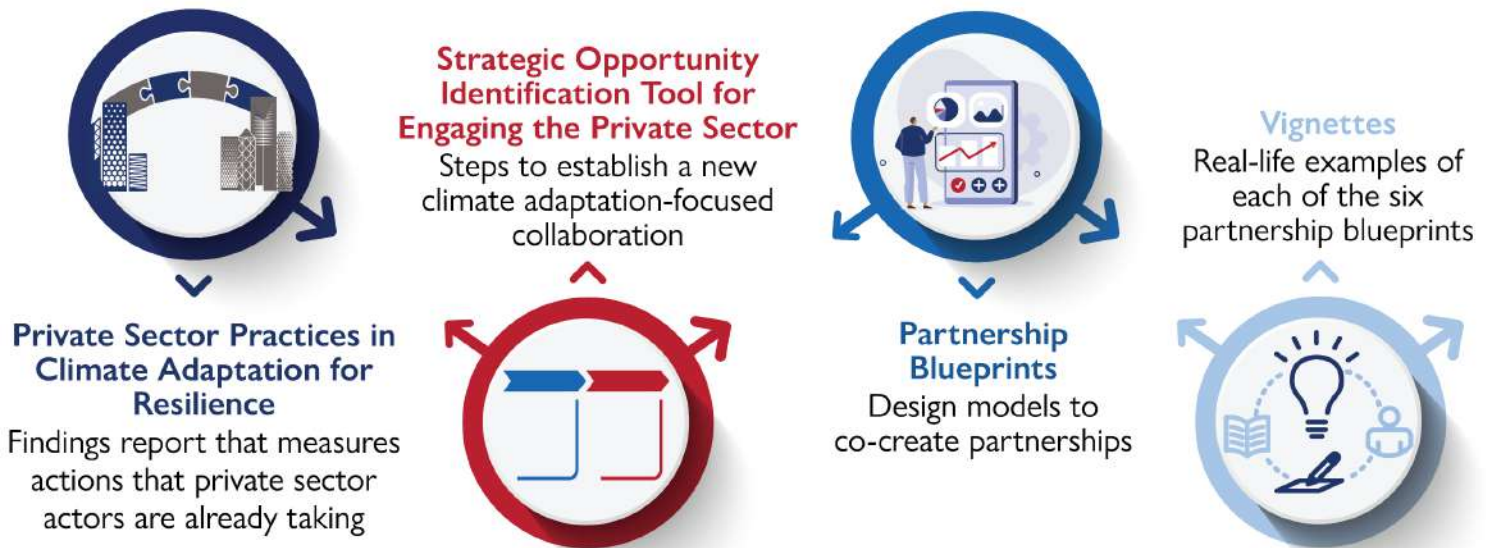 Private Sector Practices in
Climate Adaptation for
Resilience
Findings report that measures
actions that private sector
actors are already taking
Strategic Opportunity
Identification Tool for
Engaging the Private Sector
Steps to establish a new
climate adaptation-focused
collaboration
Partnership
Blueprints
Design models to
co-create partnerships
Vignettes
Real-life examples of
each of the six
partnership blueprints